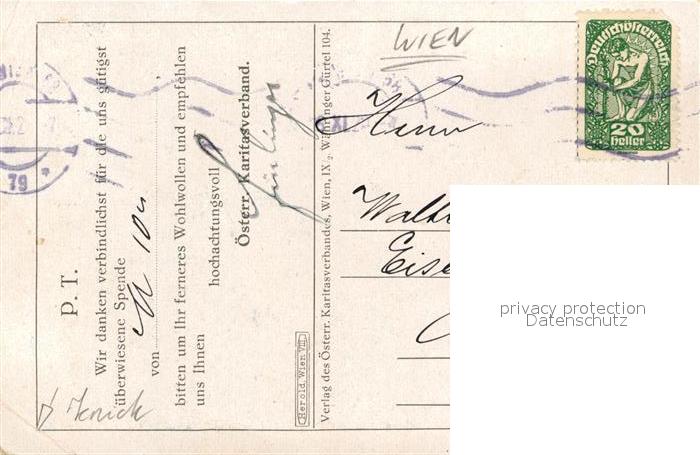 P. T.
Wir danken verbindlichst für die uns gütigst
überwiesene Spende
von
bitten um Ihr ferneres Wohlwollen und empfehlen
uns Ihnen
hochachtungsvoll
Österr. Karitasverband.
Herold, Wien VIII.
Verlag des Österr. Karitasverbandes, Wien, IX., Währinger Gürtel 104.
WIEN
Deutschösterreich
20
Heller
Herrn
79
privacy protection
Datenschutz